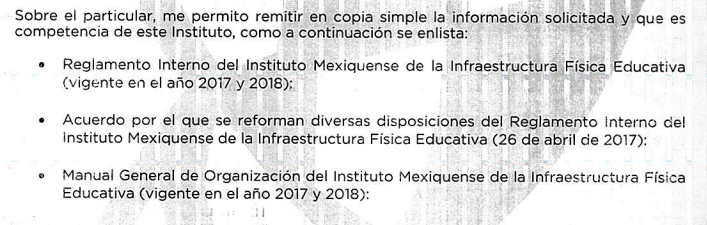 Sobre el particular, me permito remitir en copia simple la información solicitada y que es
competencia de este Instituto, como a continuación se enlista:
• Reglamento Interno del Instituto Mexiquense de la Infraestructura Física Educativa
(vigente en el año 2017 y 2018);
• Acuerdo por el que se reforman diversas disposiciones del Reglamento Interno del
Instituto Mexiquense de la Infraestructura Física Educativa (26 de abril de 2017);
• Manual General de Organización del Instituto Mexiquense de la Infraestructura Física
Educativa (vigente en el año 2017 y 2018);